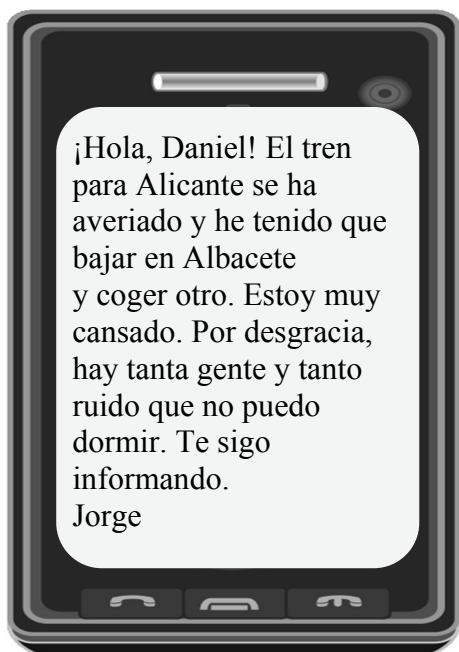 ¡Hola, Daniel! El tren
para Alicante se ha
averiado y he tenido que
bajar en Albacete
y coger otro. Estoy muy
cansado. Por desgracia,
hay tanta gente y tanto
ruido que no puedo
dormir. Te sigo
informando.
Jorge